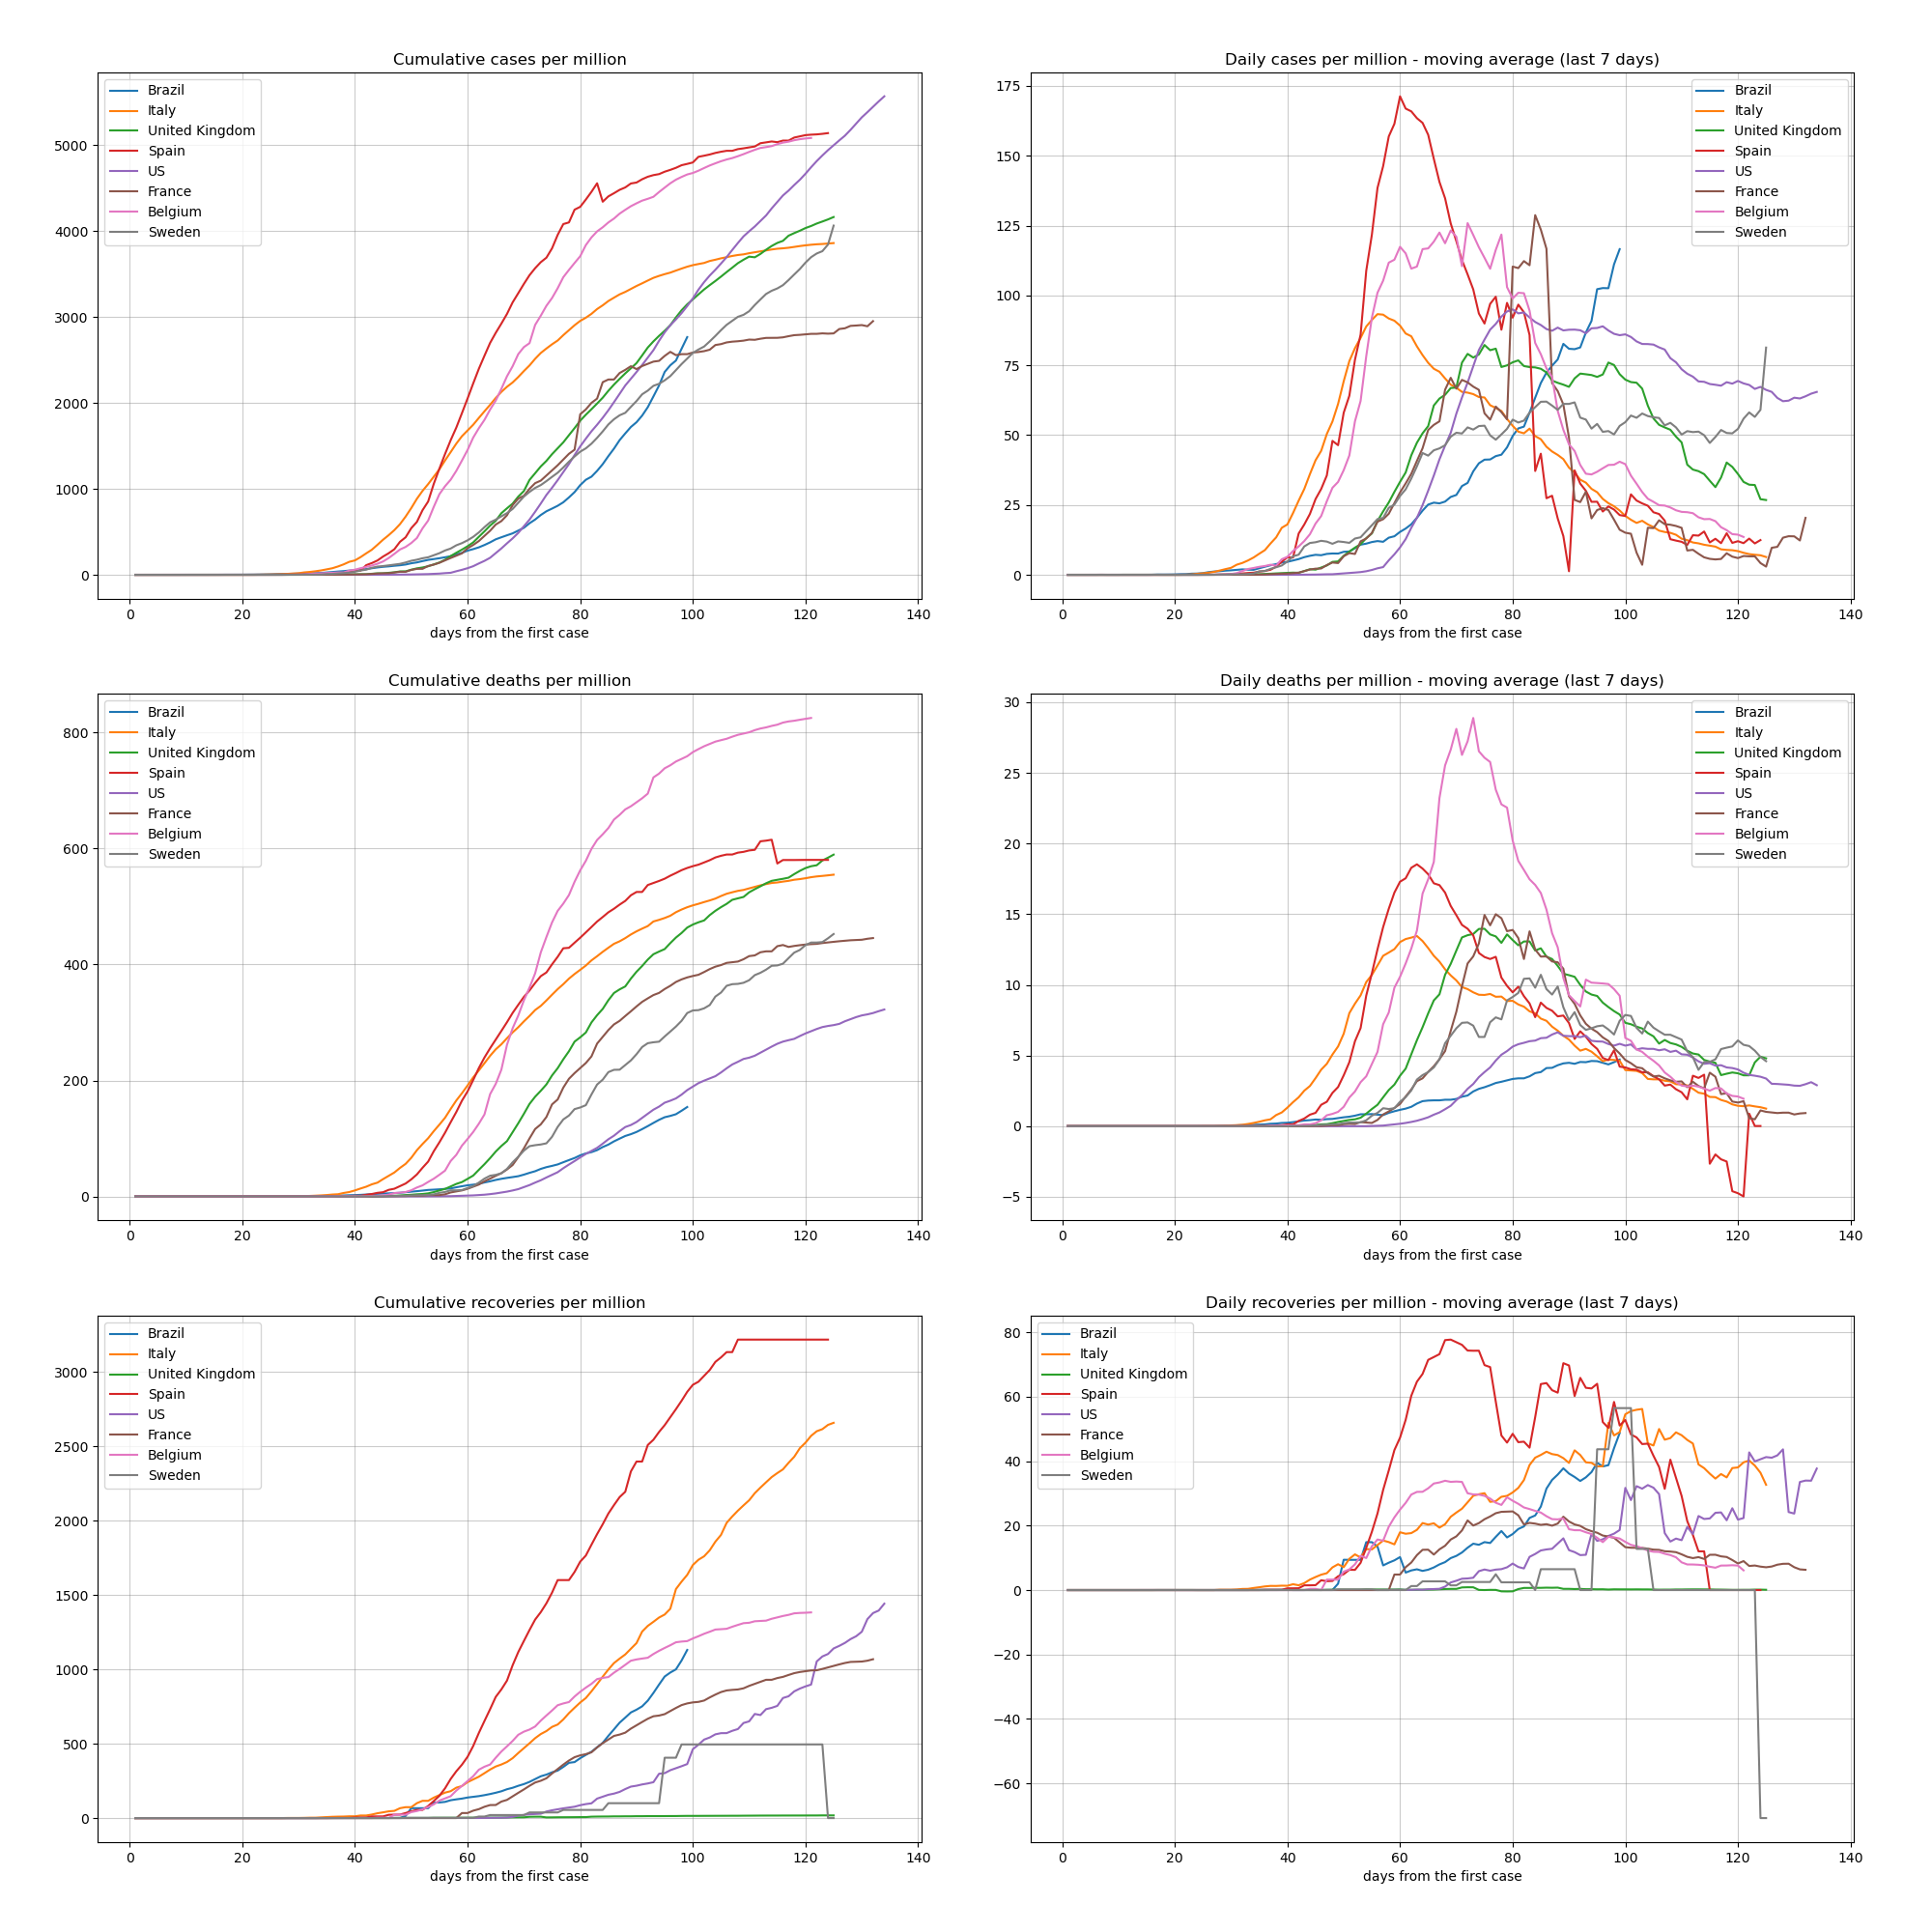 Cumulative cases per million
5000
4000
3000
2000
1000
0
Brazil
Italy
United Kingdom
Spain
US
France
Belgium
Sweden
0 20 40 60 80 100 120 140
days from the first case
Daily cases per million - moving average (last 7 days)
175
150
125
100
75
50
25
0
Brazil
Italy
United Kingdom
Spain
US
France
Belgium
Sweden
0 20 40 60 80 100 120 140
days from the first case
Cumulative deaths per million
800
600
400
200
0
Brazil
Italy
United Kingdom
Spain
US
France
Belgium
Sweden
0 20 40 60 80 100 120 140
days from the first case
Daily deaths per million - moving average (last 7 days)
30
25
20
15
10
5
0
−5
Brazil
Italy
United Kingdom
Spain
US
France
Belgium
Sweden
0 20 40 60 80 100 120 140
days from the first case
Cumulative recoveries per million
3000
2500
2000
1500
1000
500
0
Brazil
Italy
United Kingdom
Spain
US
France
Belgium
Sweden
0 20 40 60 80 100 120 140
days from the first case
Daily recoveries per million - moving average (last 7 days)
80
60
40
20
0
−20
−40
−60
Brazil
Italy
United Kingdom
Spain
US
France
Belgium
Sweden
0 20 40 60 80 100 120 140
days from the first case